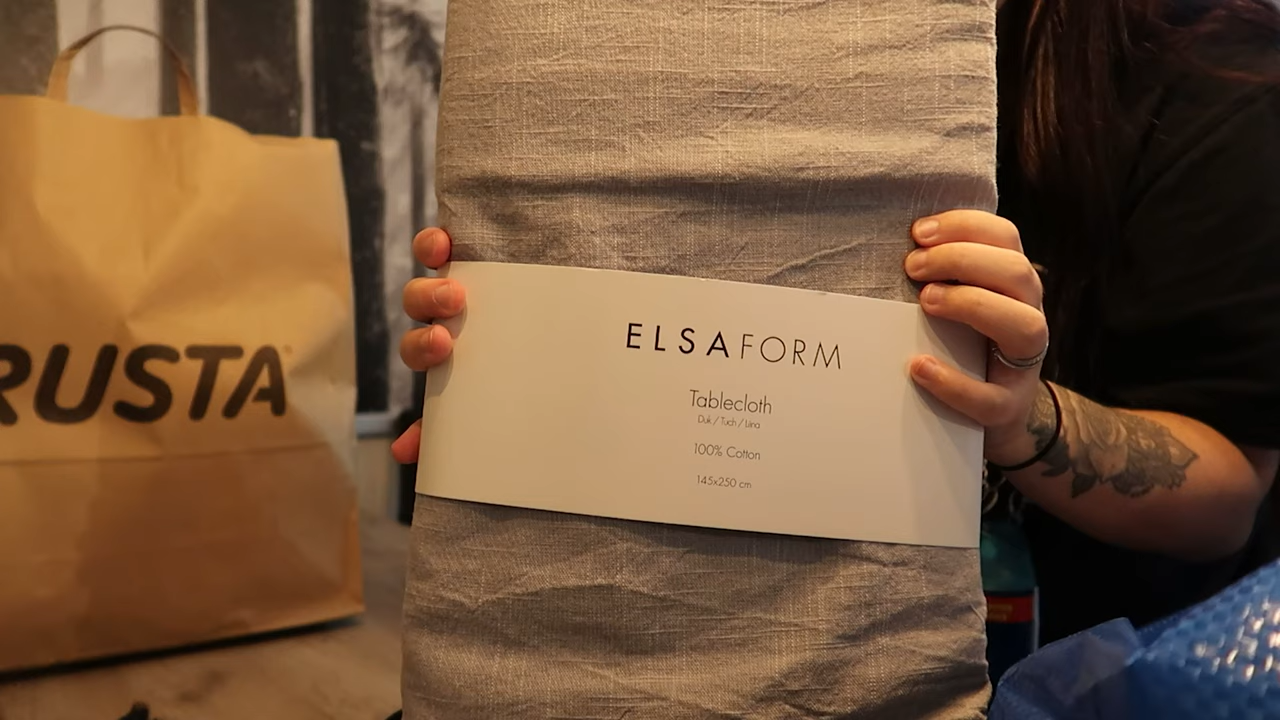 RUSTA
ELSAFORM
Tablecloth
Duk / Tuch / Liina
100% Cotton
145x250 cm